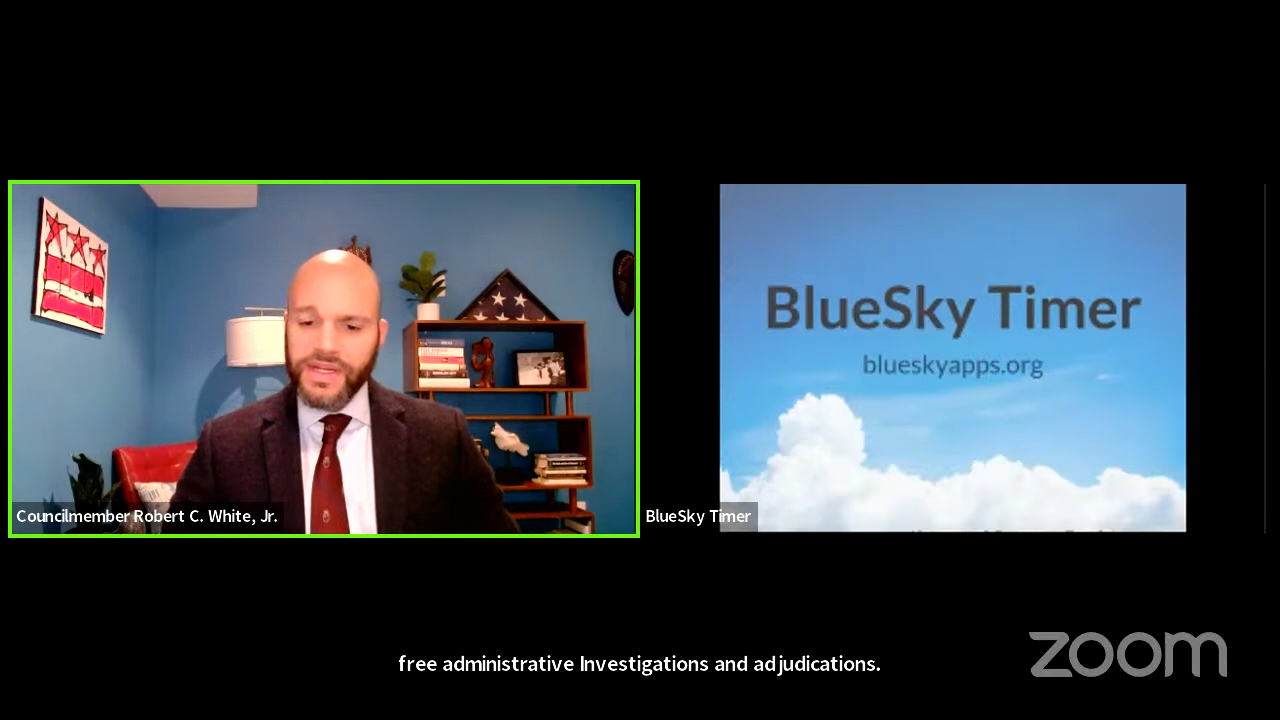 BlueSky Timer
blueskyapps.org
Councilmember Robert C. White, Jr.
BlueSky Timer
free administrative Investigations and adjudications.
zoom